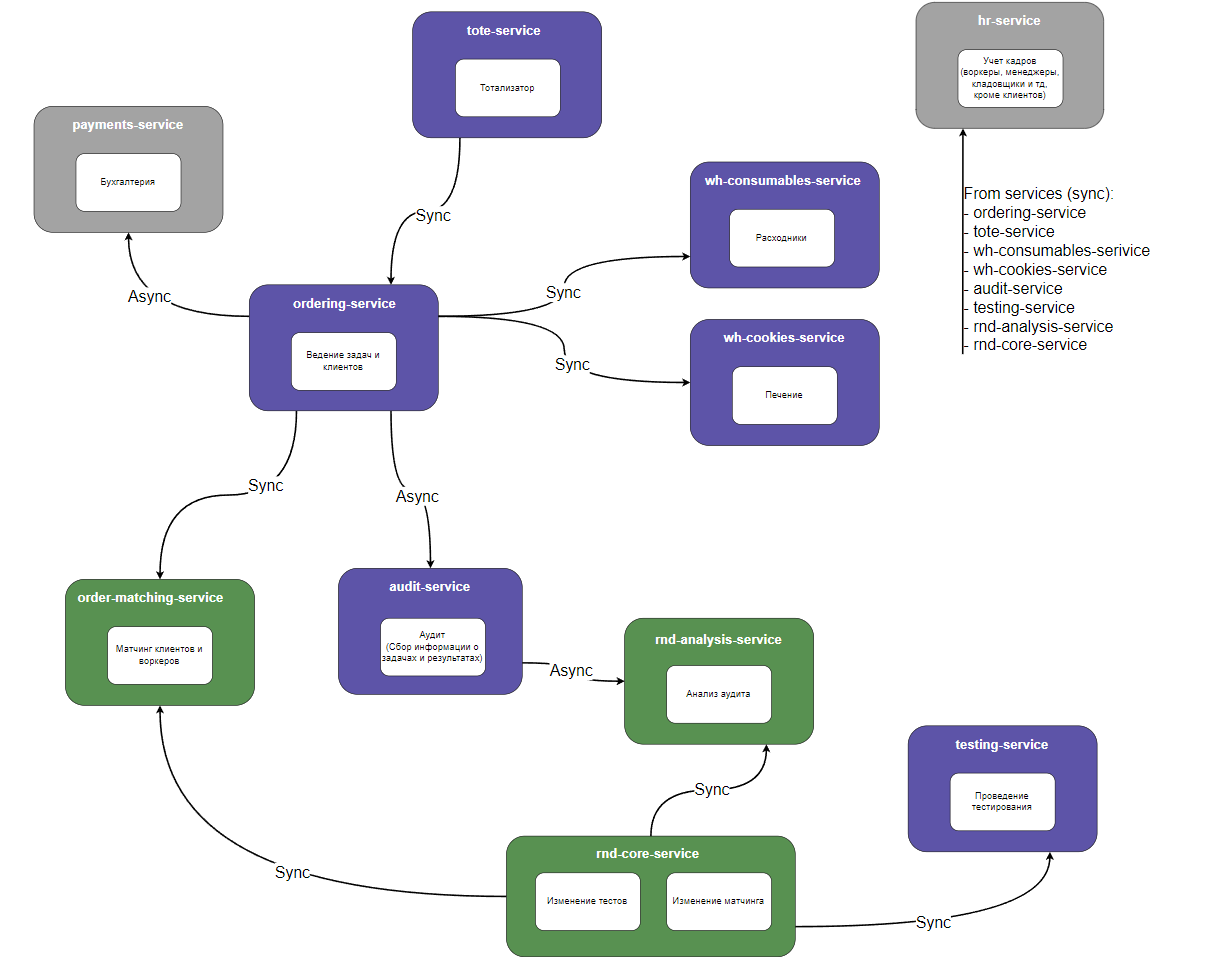 tote-service
Тотализатор
hr-service
Учет кадров
(воркеры, менеджеры,
кладовщики и тд,
кроме клиентов)
payments-service
Бухгалтерия
Sync
wh-consumables-service
Расходники
From services (sync):
- ordering-service
- tote-service
- wh-consumables-serivice
- wh-cookies-service
- audit-service
- testing-service
- rnd-analysis-service
- rnd-core-service
Async
ordering-service
Ведение задач и
клиентов
Sync
Sync
wh-cookies-service
Печение
Sync
Async
order-matching-service
Матчинг клиентов и
воркеров
audit-service
Аудит
(Сбор информации о
задачах и результатах)
Async
rnd-analysis-service
Анализ аудита
testing-service
Проведение
тестирования
Sync
rnd-core-service
Изменение тестов
Изменение матчинга
Sync
Sync